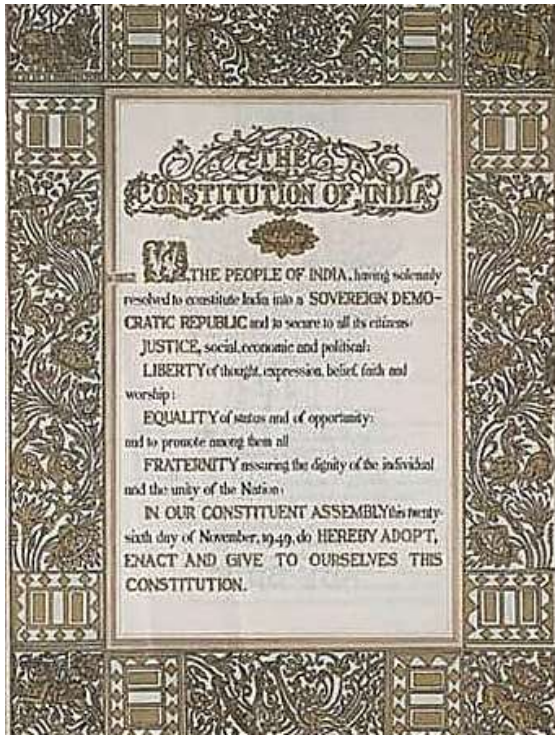 THE
CONSTITUTION OF INDIA
WE, THE PEOPLE OF INDIA, having solemnly
resolved to constitute India into a SOVEREIGN DEMO-
CRATIC REPUBLIC and to secure to all its citizens:
JUSTICE, social, economic and political;
LIBERTY of thought, expression, belief, faith and
worship;
EQUALITY of status and of opportunity;
and to promote among them all
FRATERNITY assuring the dignity of the individual
and the unity of the Nation;
IN OUR CONSTITUENT ASSEMBLY this twenty-
sixth day of November, 1949, do HEREBY ADOPT,
ENACT AND GIVE TO OURSELVES THIS
CONSTITUTION.